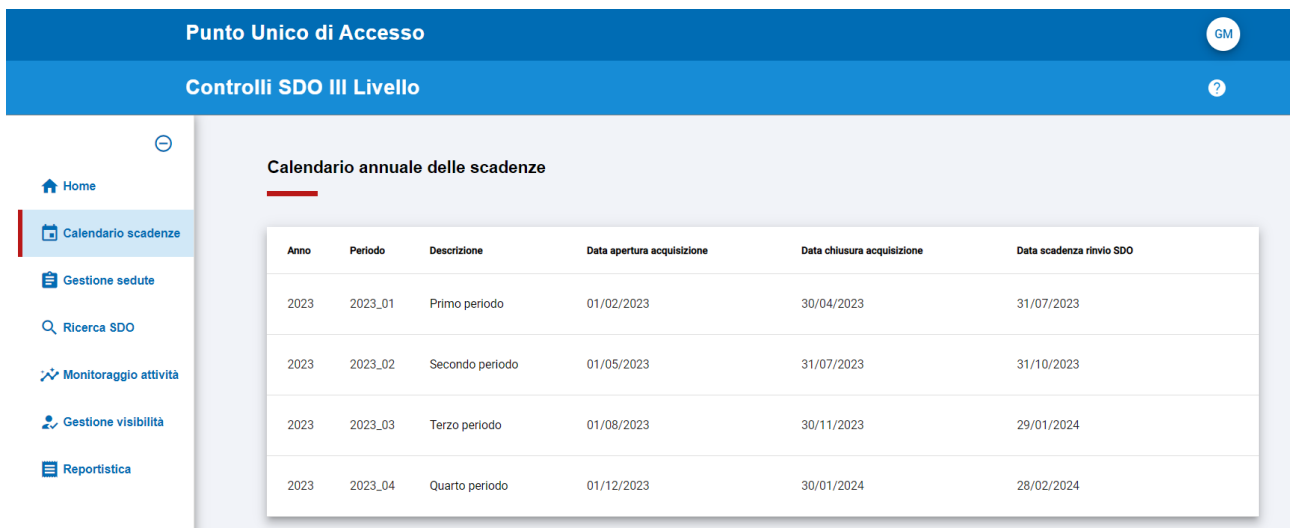 Punto Unico di Accesso
GM
Controlli SDO III Livello
?
Home
Calendario scadenze
Gestione sedute
Ricerca SDO
Monitoraggio attività
Gestione visibilità
Reportistica
Calendario annuale delle scadenze
Anno Periodo Descrizione Data apertura acquisizione Data chiusura acquisizione Data scadenza rinvio SDO
2023 2023_01 Primo periodo 01/02/2023 30/04/2023 31/07/2023
2023 2023_02 Secondo periodo 01/05/2023 31/07/2023 31/10/2023
2023 2023_03 Terzo periodo 01/08/2023 30/11/2023 29/01/2024
2023 2023_04 Quarto periodo 01/12/2023 30/01/2024 28/02/2024